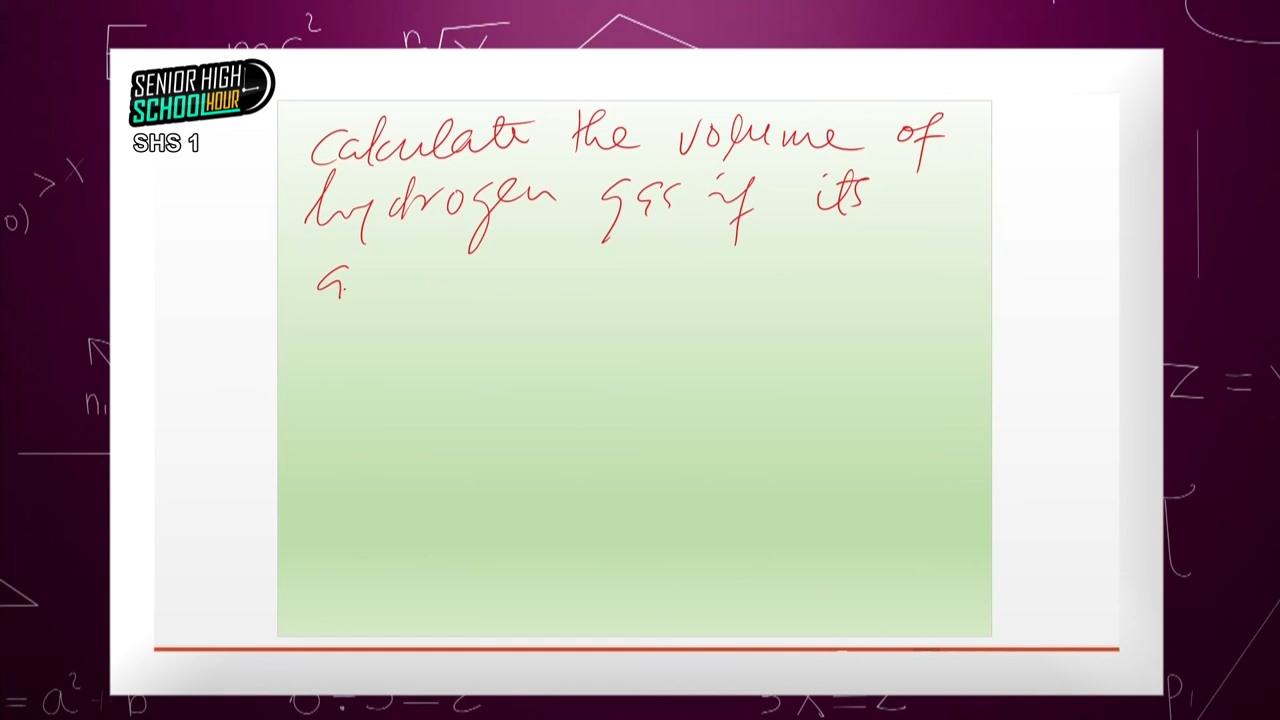 SENIOR HIGH
SCHOOL HOUR
SHS 1
Calculate the volume of
hydrogen gas if its
a